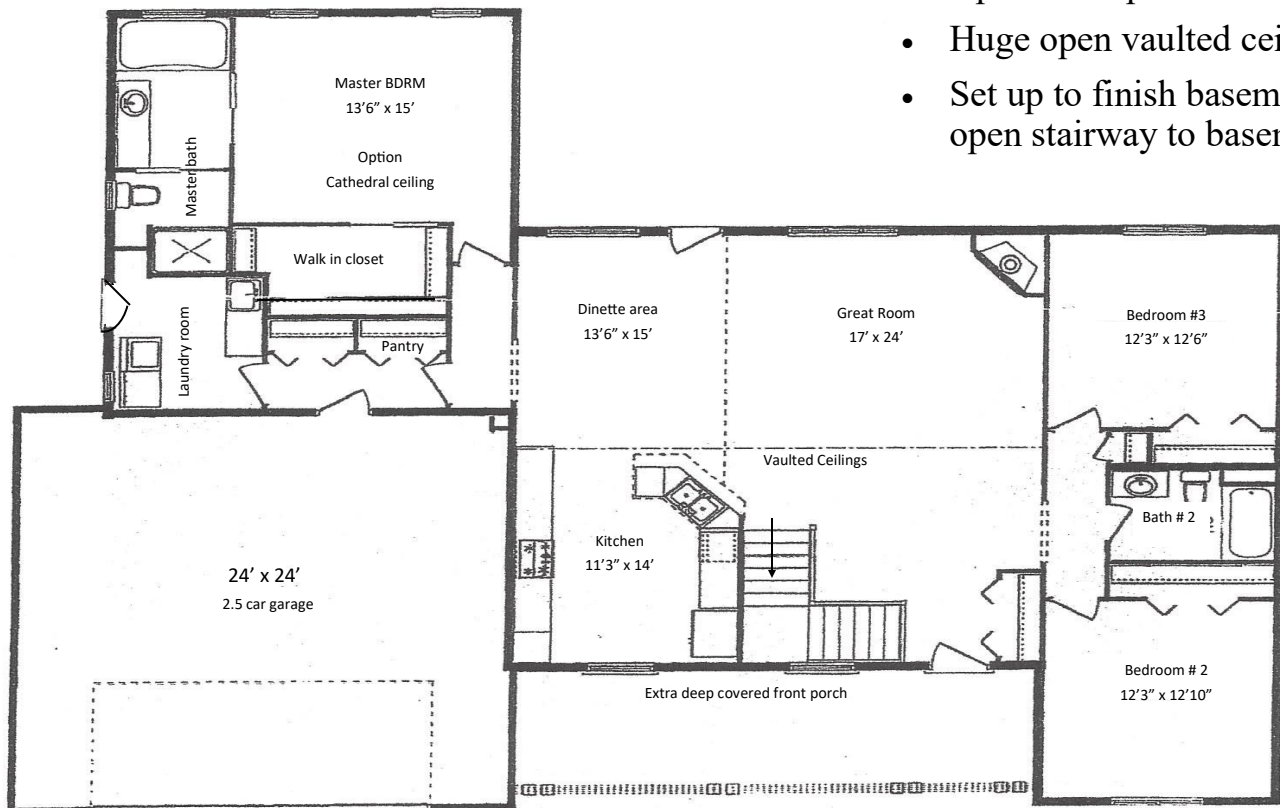 • Huge open vaulted
• Set up to finish
open stairway to
Master BDRM
13’6” x 15’
Option
Cathedral ceiling
Master bath
Walk in closet
Laundry room
Pantry
Dinette area
13’6” x 15’
Great Room
17’ x 24’
Bedroom #3
12’3” x 12’6”
Vaulted Ceilings
Kitchen
11’3” x 14’
Bath # 2
24’ x 24’
2.5 car garage
Bedroom # 2
12’3” x 12’10”
Extra deep covered front porch